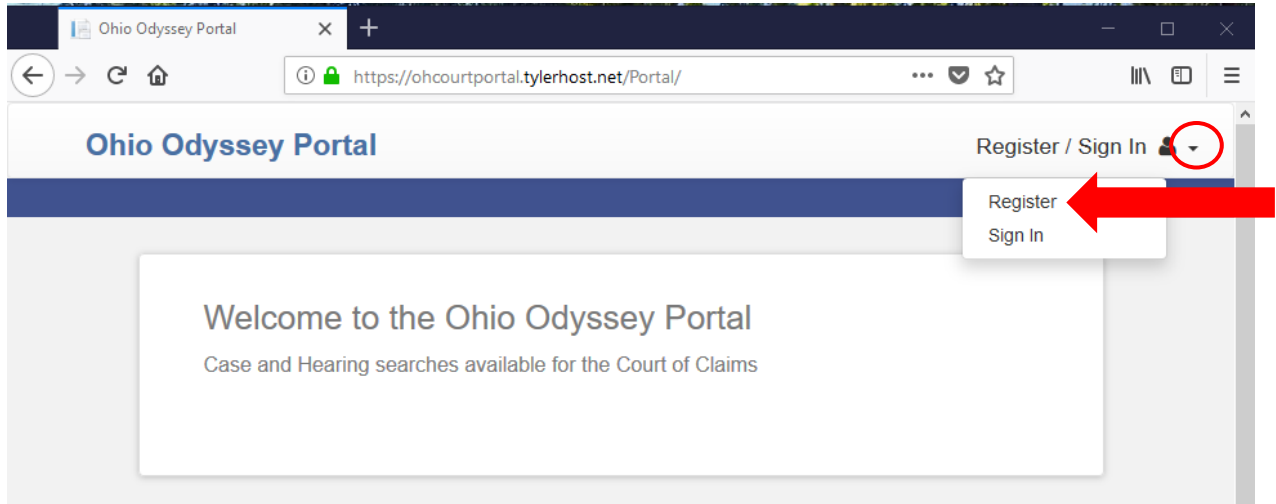 Ohio Odyssey Portal
https://ohcourtportal.tylerhost.net/Portal/
Ohio Odyssey Portal
Register / Sign In
Register
Sign In
Welcome to the Ohio Odyssey Portal
Case and Hearing searches available for the Court of Claims